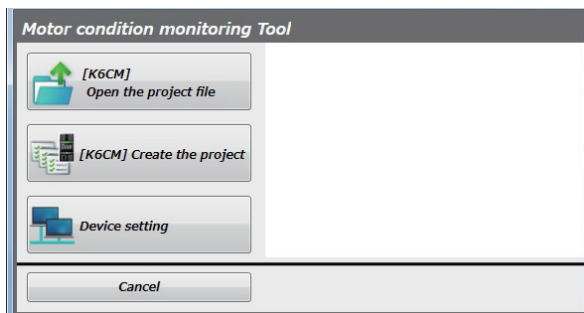 Motor condition monitoring Tool
[K6CM]
Open the project file
[K6CM] Create the project
Device setting
Cancel